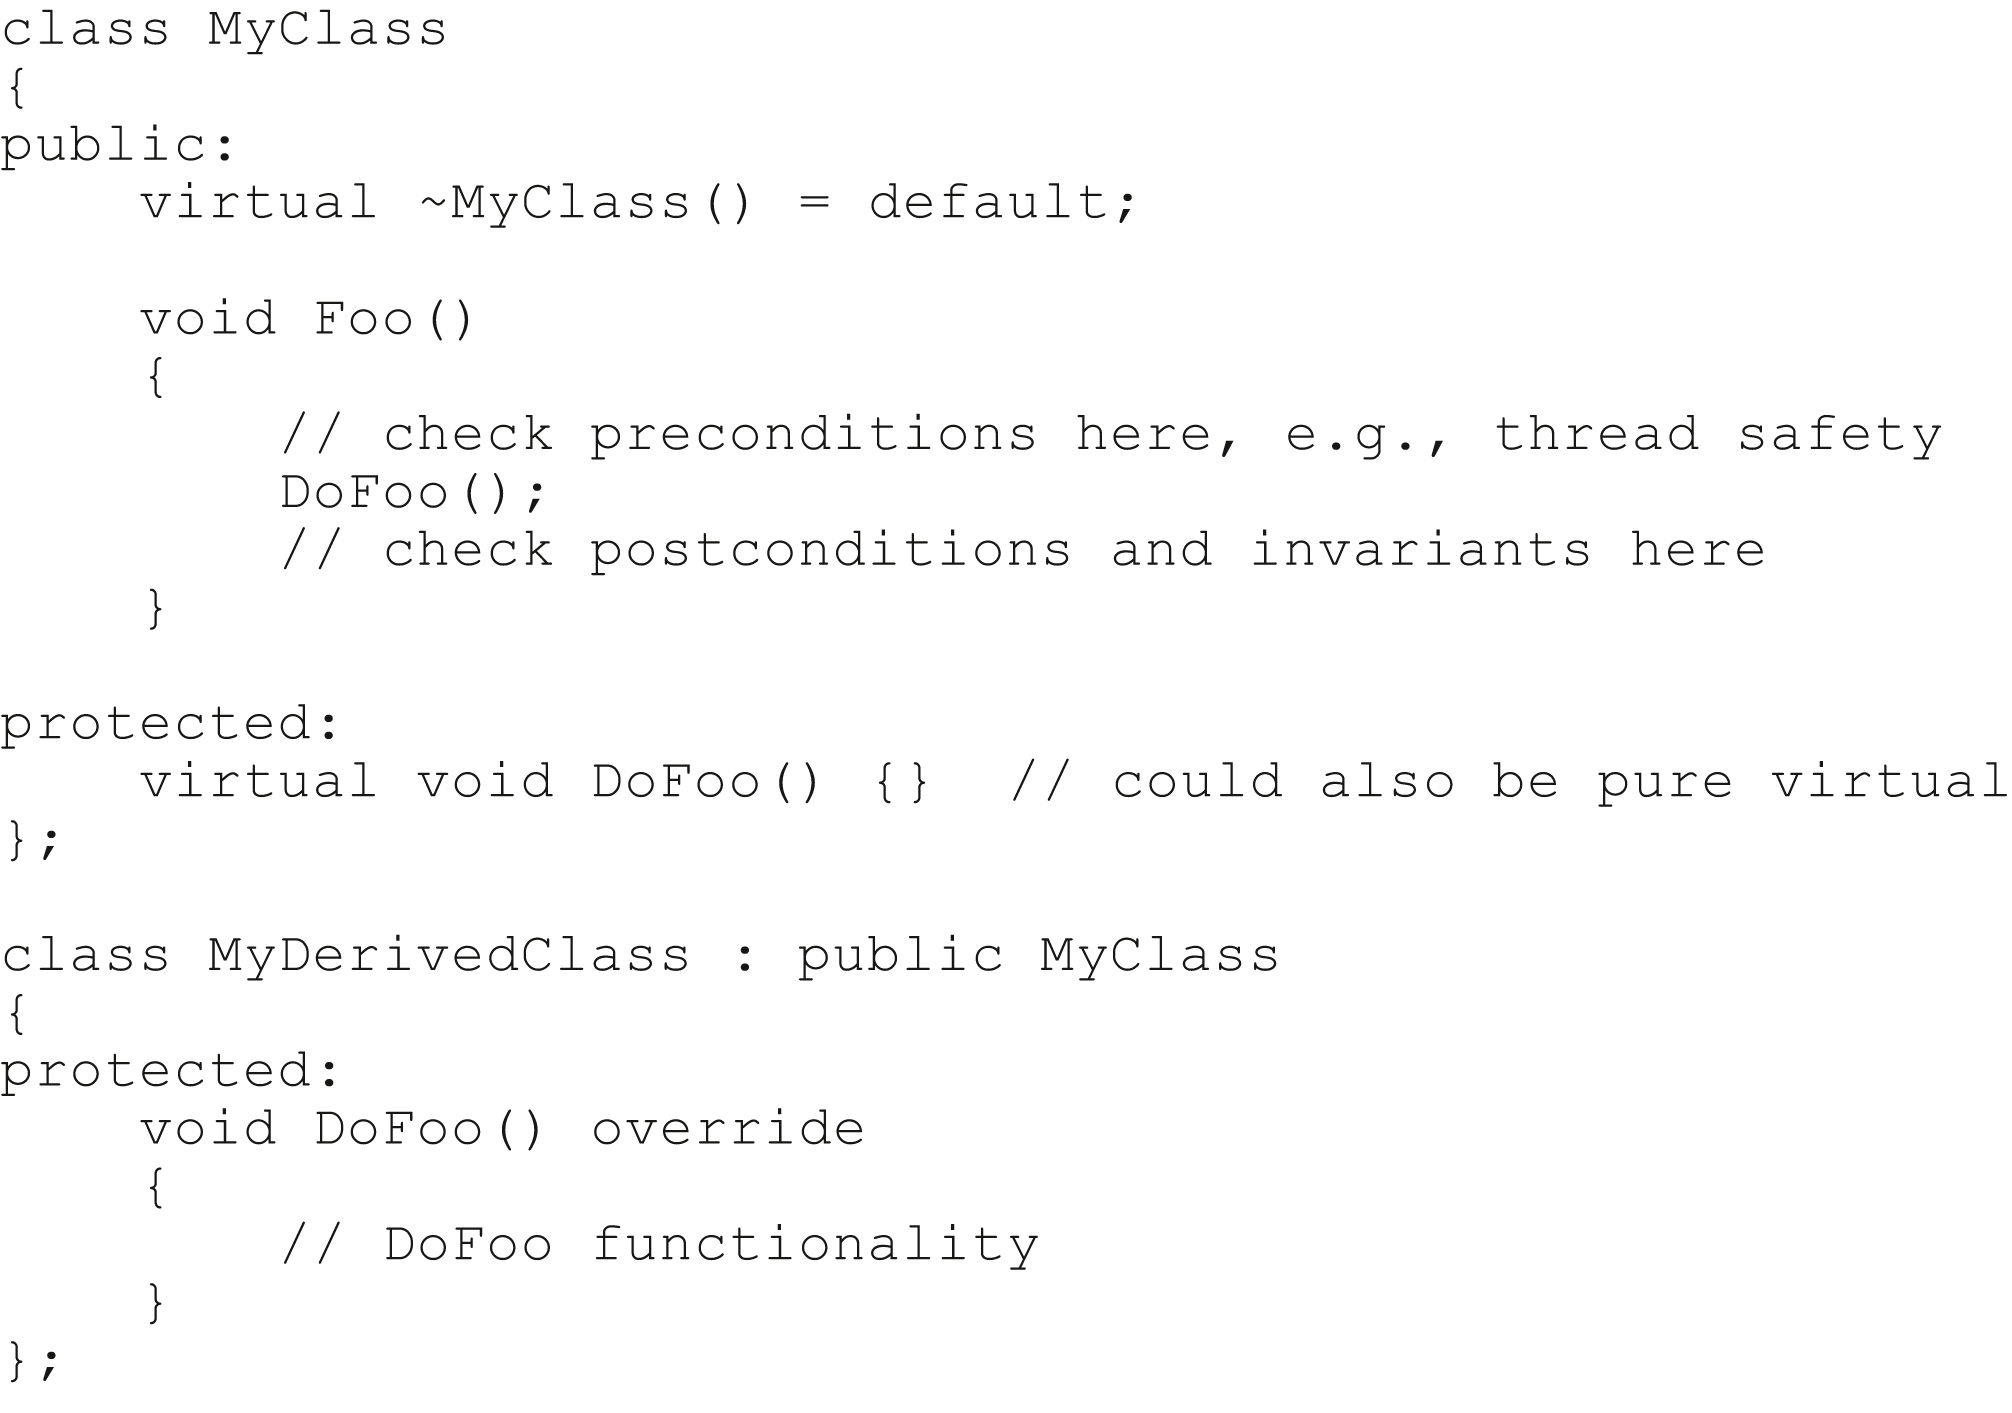 class MyClass
{
public:
    virtual ~MyClass() = default;

    void Foo()
    {
        // check preconditions here, e.g., thread safety
        DoFoo();
        // check postconditions and invariants here
    }

protected:
    virtual void DoFoo() {}  // could also be pure virtual
};

class MyDerivedClass : public MyClass
{
protected:
    void DoFoo() override
    {
        // DoFoo functionality
    }
};